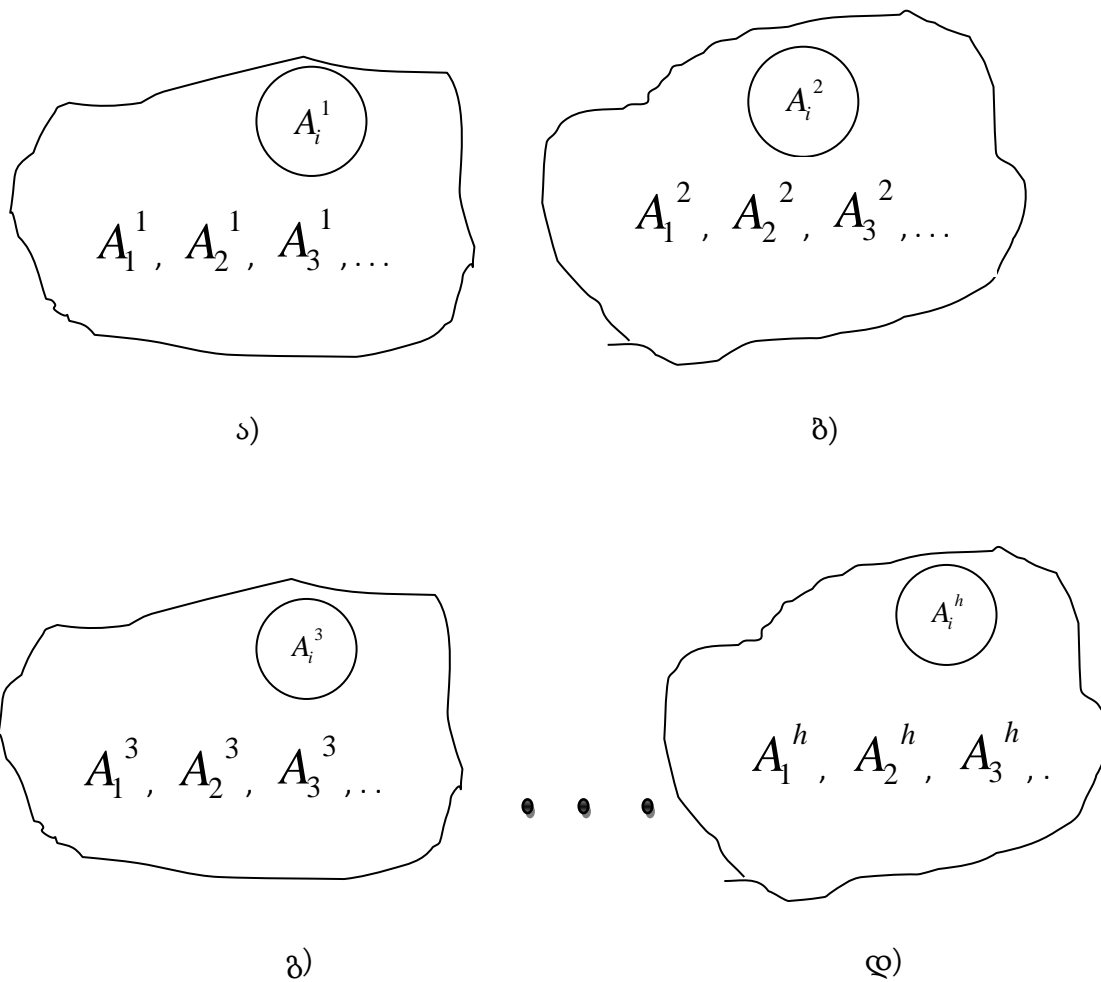 A_i^1
A_1^1 , A_2^1 , A_3^1 , . . .
ა)
A_i^2
A_1^2 , A_2^2 , A_3^2 , . . .
ბ)
A_i^3
A_1^3 , A_2^3 , A_3^3 , . .
გ)
A_i^h
A_1^h , A_2^h , A_3^h , .
დ)